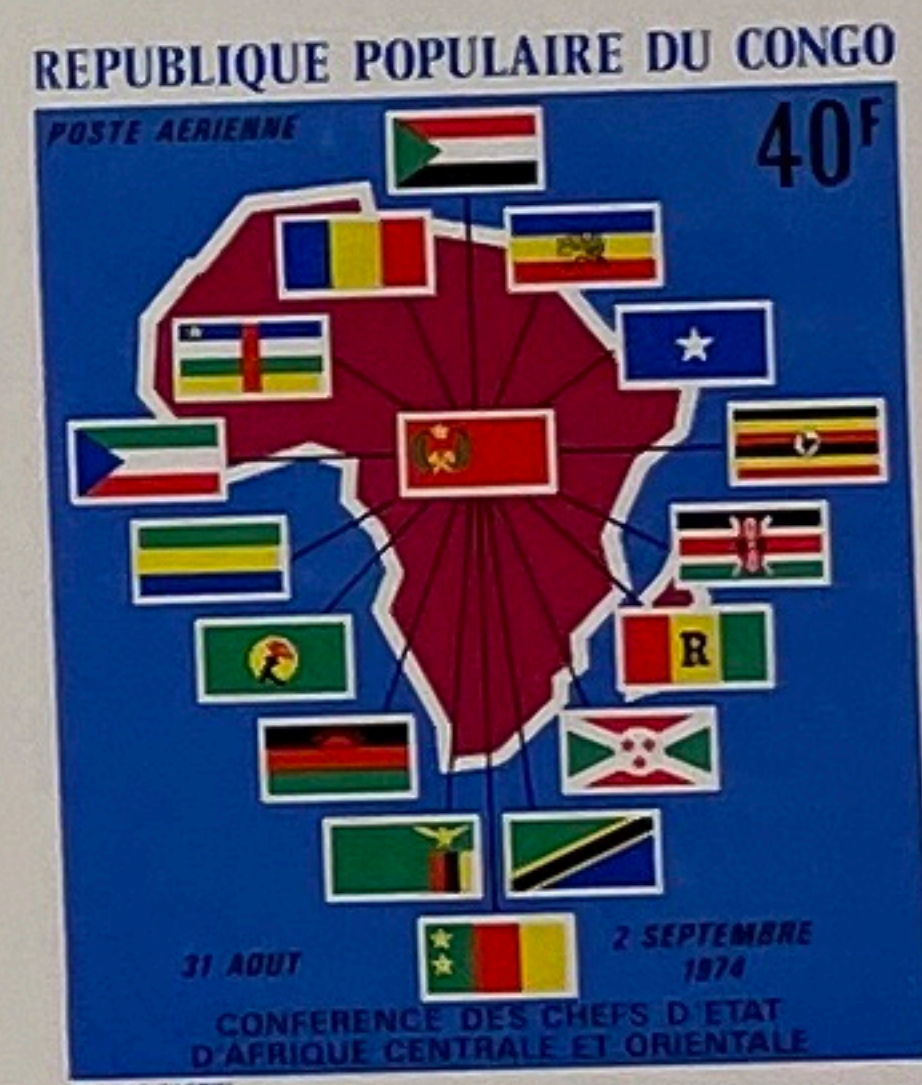 REPUBLIQUE POPULAIRE DU CONGO
POSTE AERIENNE
40F
R
31 AOUT
2 SEPTEMBRE
1974
CONFERENCE DES CHEFS D'ETAT
D'AFRIQUE CENTRALE ET ORIENTALE